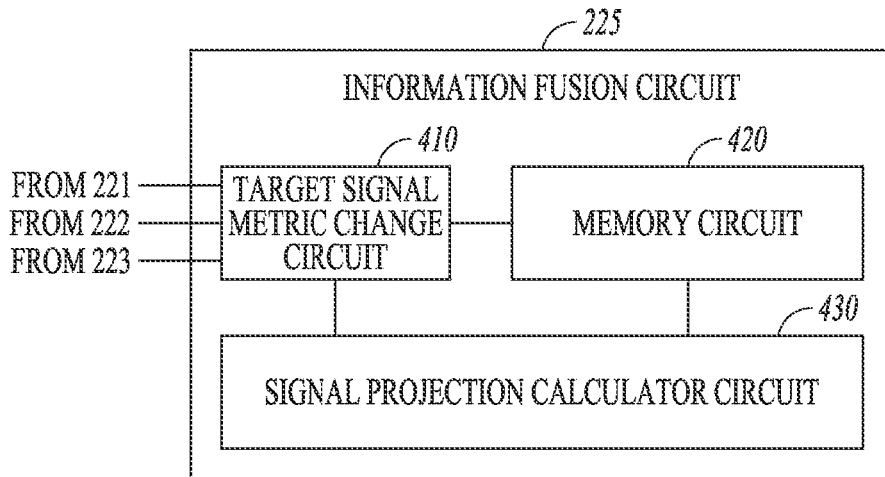 225
INFORMATION FUSION CIRCUIT
410
420
FROM 221
FROM 222
FROM 223
TARGET SIGNAL
METRIC CHANGE
CIRCUIT
MEMORY CIRCUIT
430
SIGNAL PROJECTION CALCULATOR CIRCUIT